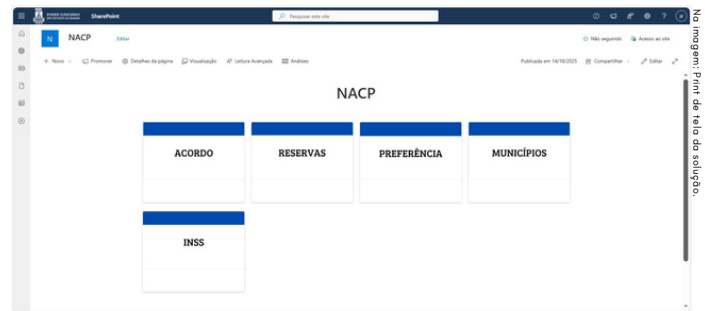 PODER JUDICIÁRIO
SharePoint
Pesquisar este site
N
NACP
Editar
Não seguindo
Acesso ao site
+ Novo
Promover
Detalhes da página
Visualização
Leitura Avançada
Análises
Publicada em 14/10/2025
Compartilhar
Editar
NACP
ACORDO
RESERVAS
PREFERÊNCIA
MUNICÍPIOS
INSS
Na imagem: Print de tela da solução.